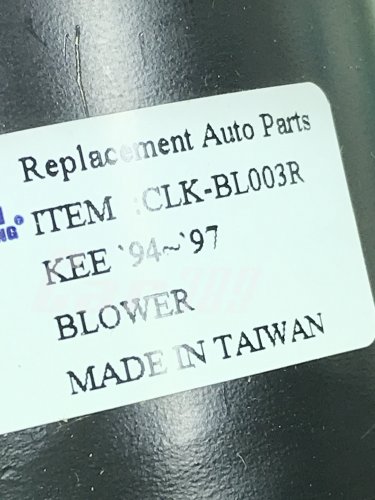 Replacement Auto Parts
ITEM :CLK-BL003R
KEE `94~`97
BLOWER
MADE IN TAIWAN